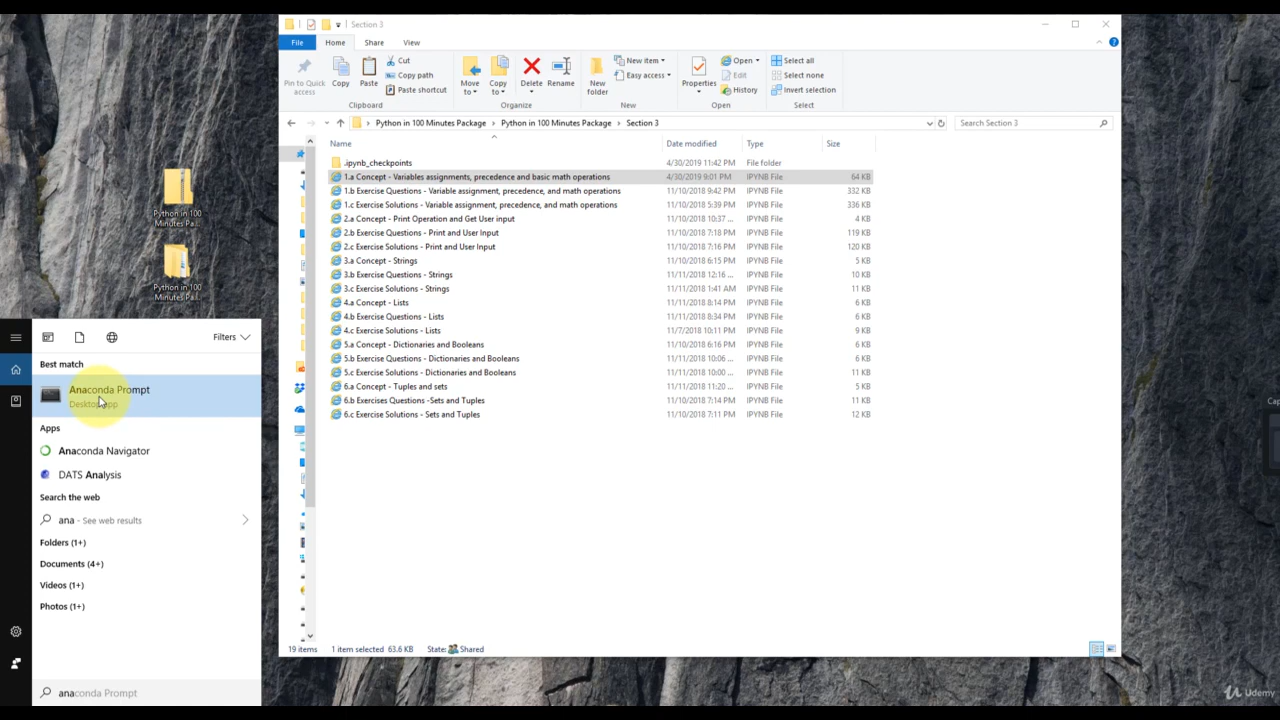 Section 3
File
Home
Share
View
Pin to Quick access
Copy
Paste
Cut
Copy path
Paste shortcut
Clipboard
Move to
Copy to
Delete
Rename
Organize
New folder
New item
Easy access
New
Properties
Open
Edit
History
Open
Select all
Select none
Invert selection
Select
Python in 100 Minutes Package > Python in 100 Minutes Package > Section 3
Search Section 3
Name Date modified Type Size
.ipynb_checkpoints 4/30/2019 11:42 PM File folder
1.a Concept - Variables assignments, precedence and basic math operations 4/30/2019 9:01 PM IPYNB File 64 KB
1.b Exercise Questions - Variable assignment, precedence, and math operations 11/10/2018 9:42 PM IPYNB File 332 KB
1.c Exercise Solutions - Variable assignment, precedence, and math operations 11/10/2018 5:39 PM IPYNB File 336 KB
2.a Concept - Print Operation and Get User input 11/10/2018 10:37 ... IPYNB File 4 KB
2.b Exercise Questions - Print and User Input 11/10/2018 7:18 PM IPYNB File 119 KB
2.c Exercise Solutions - Print and User Input 11/10/2018 7:16 PM IPYNB File 120 KB
3.a Concept - Strings 11/10/2018 6:15 PM IPYNB File 5 KB
3.b Exercise Questions - Strings 11/11/2018 12:16 ... IPYNB File 10 KB
3.c Exercise Solutions - Strings 11/11/2018 1:41 AM IPYNB File 11 KB
4.a Concept - Lists 11/11/2018 8:14 PM IPYNB File 6 KB
4.b Exercise Questions - Lists 11/11/2018 8:34 PM IPYNB File 6 KB
4.c Exercise Solutions - Lists 11/7/2018 10:11 PM IPYNB File 9 KB
5.a Concept - Dictionaries and Booleans 11/10/2018 6:16 PM IPYNB File 6 KB
5.b Exercise Questions - Dictionaries and Booleans 11/11/2018 10:06 ... IPYNB File 6 KB
5.c Exercise Solutions - Dictionaries and Booleans 11/11/2018 10:00 ... IPYNB File 6 KB
6.a Concept - Tuples and sets 11/11/2018 11:20 ... IPYNB File 5 KB
6.b Exercises Questions -Sets and Tuples 11/10/2018 7:14 PM IPYNB File 11 KB
6.c Exercise Solutions - Sets and Tuples 11/10/2018 7:11 PM IPYNB File 12 KB
19 items 1 item selected 63.6 KB State: Shared
Python in 100
Minutes Pa...
Python in 100
Minutes Pa...
Filters
Best match
Anaconda Prompt
Desktop app
Apps
Anaconda Navigator
DATS Analysis
Search the web
ana - See web results
Folders (1+)
Documents (4+)
Videos (1+)
Photos (1+)
anaconda Prompt
Cap
Udemy